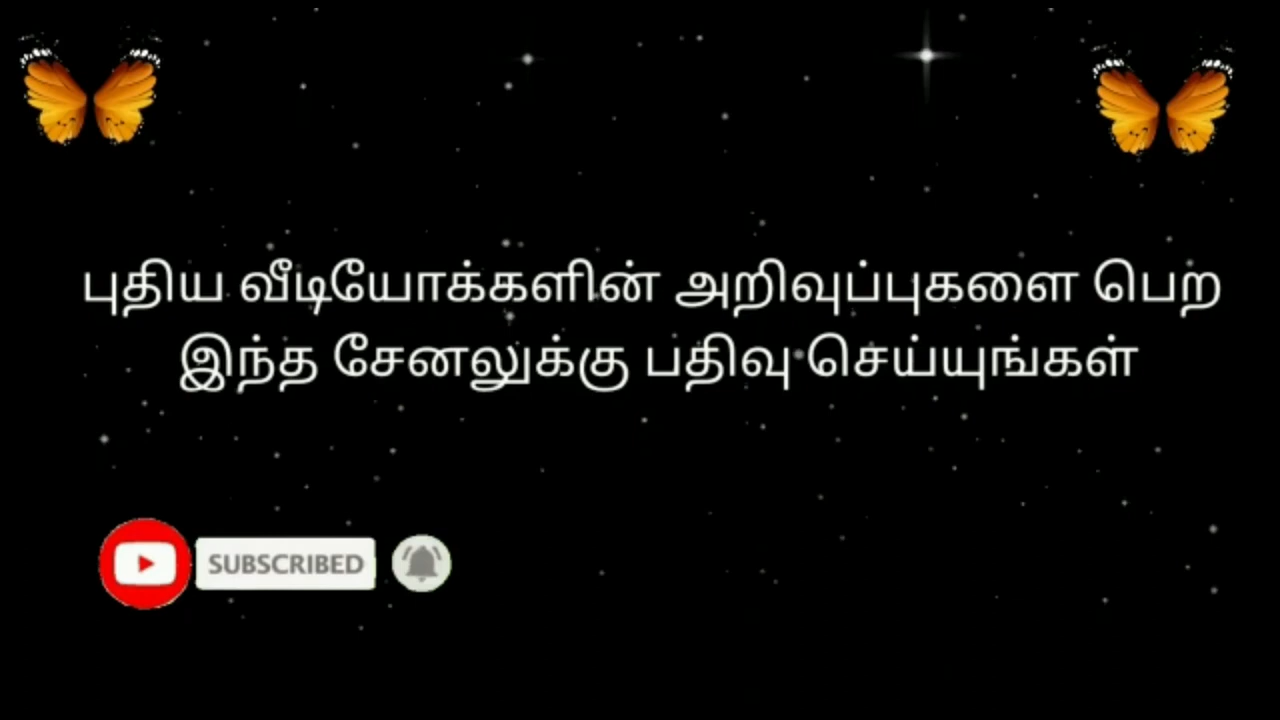 புதிய வீடியோக்களின் அறிவுப்புகளை பெற
இந்த சேனலுக்கு பதிவு செய்யுங்கள்
SUBSCRIBED